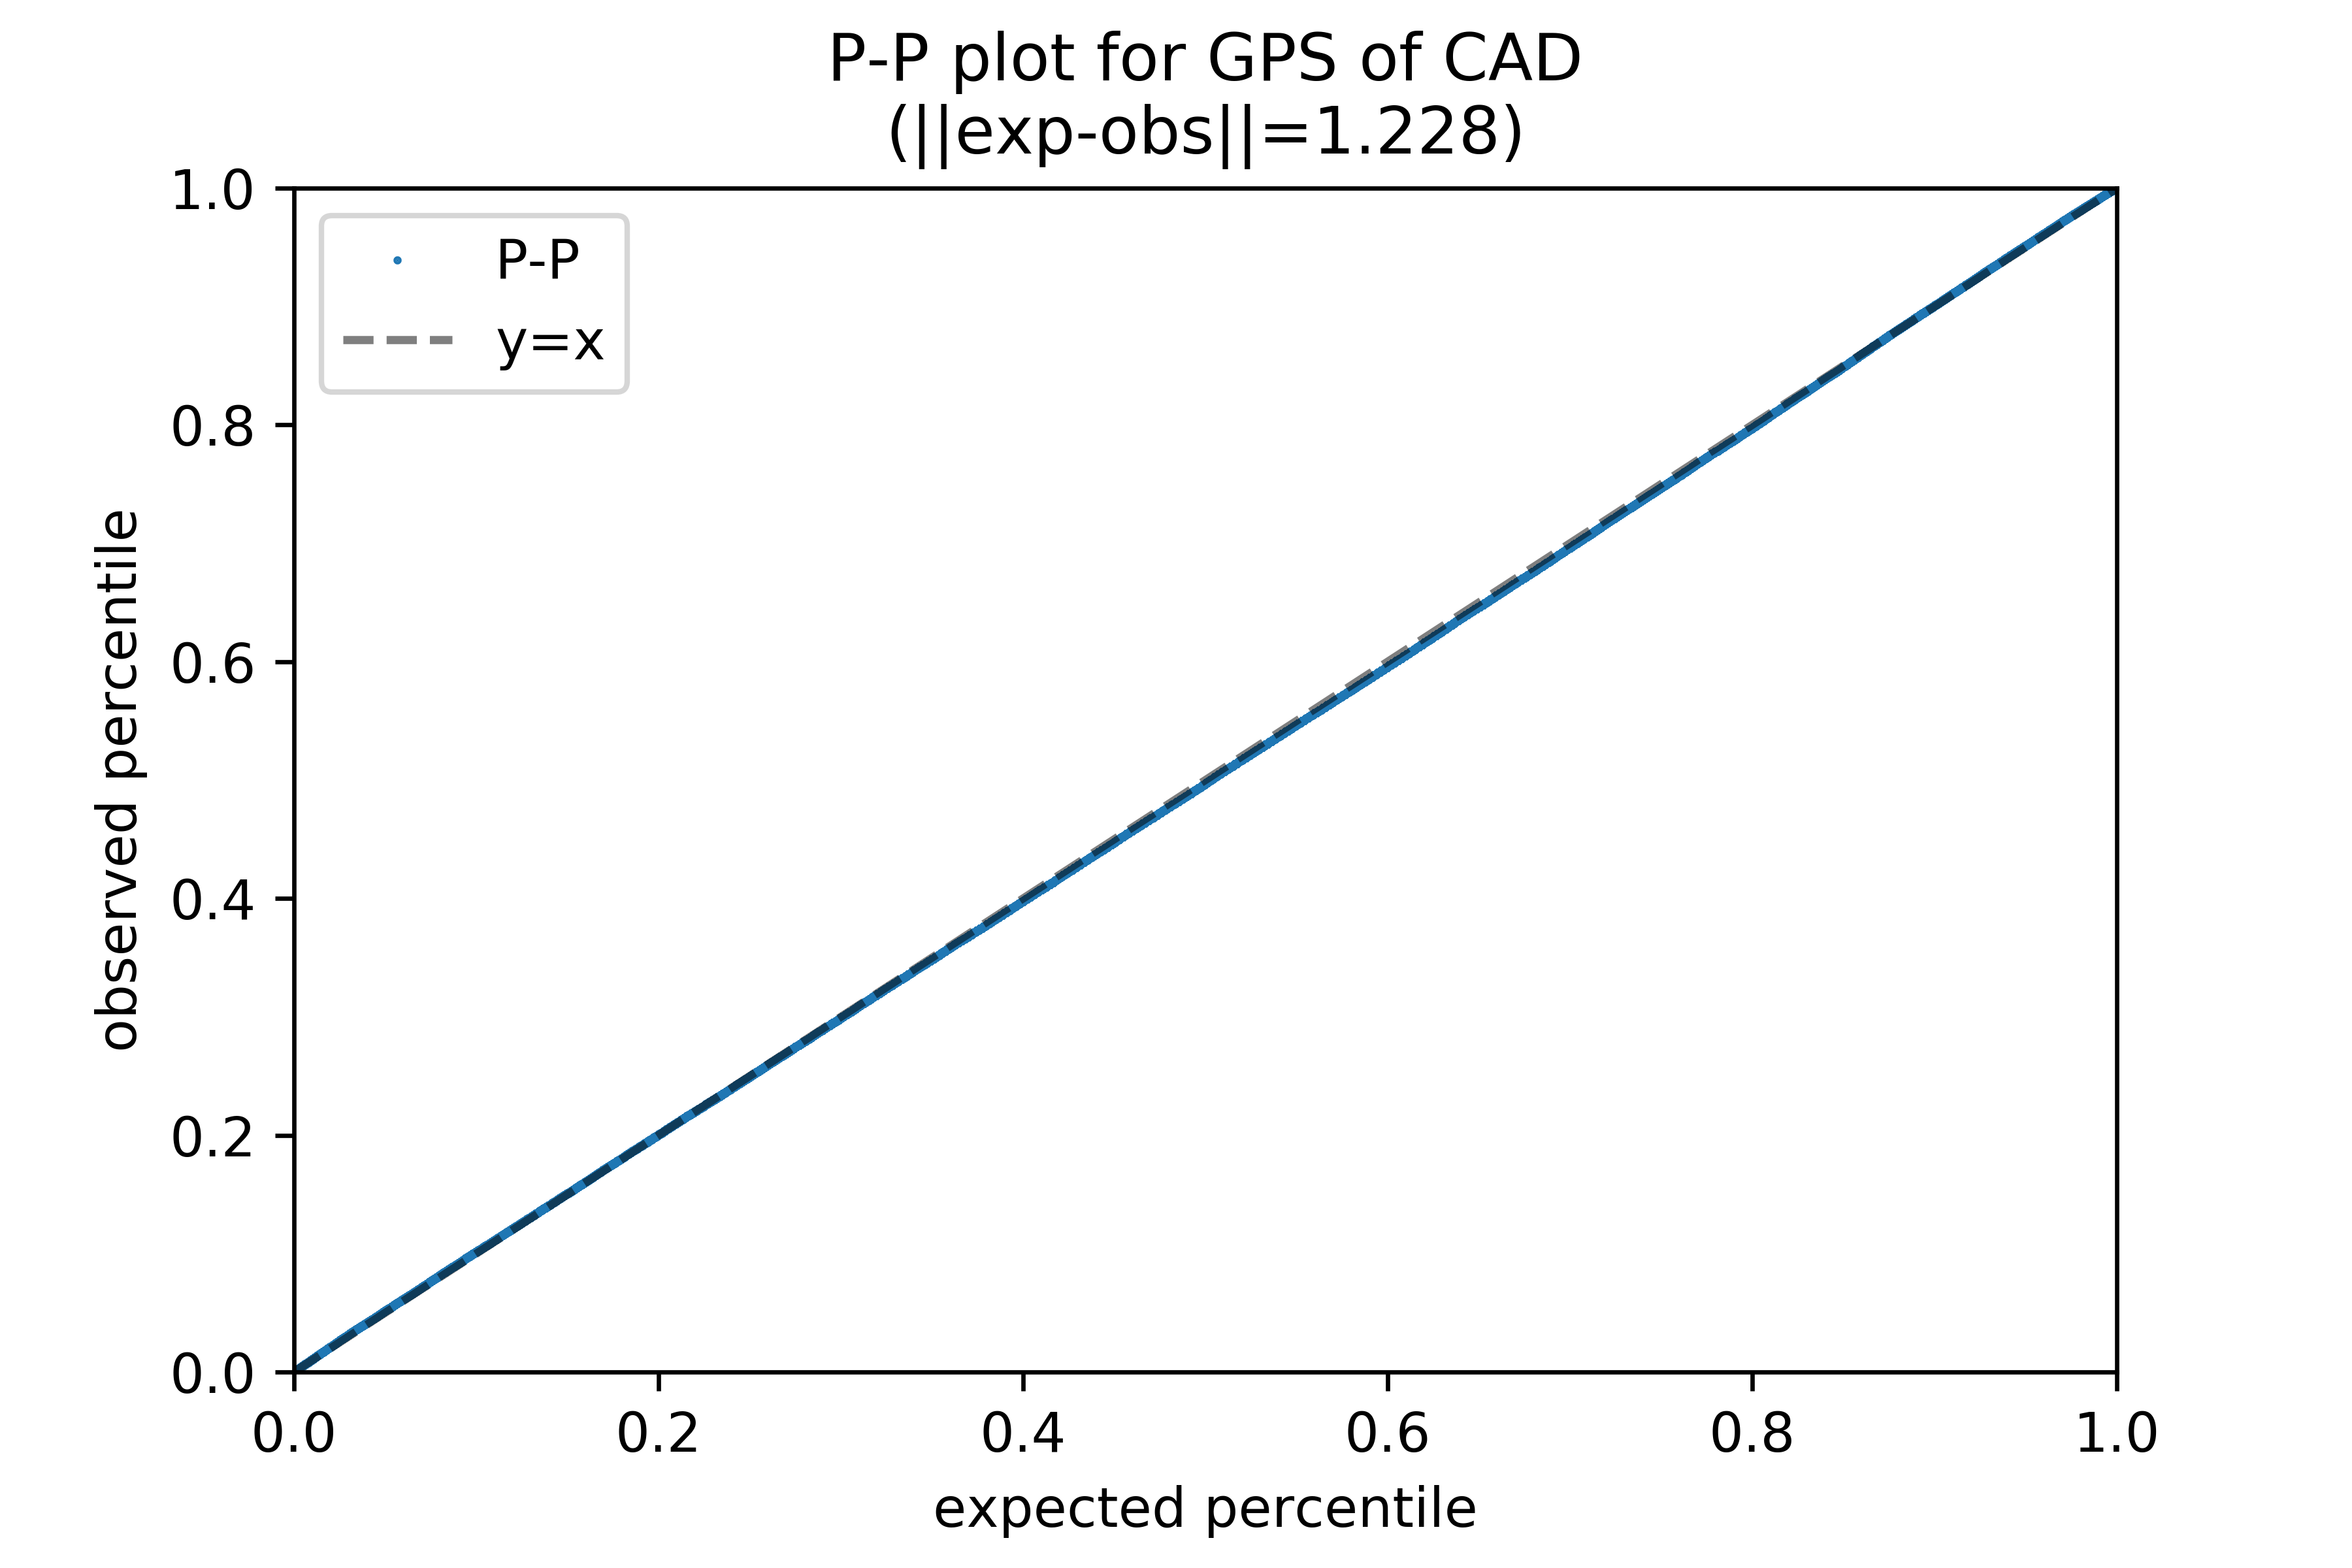 P-P plot for GPS of CAD
(||exp-obs||=1.228)
P-P
y=x
1.0
0.8
0.6
0.4
0.2
0.0
observed percentile
0.0 0.2 0.4 0.6 0.8 1.0
expected percentile